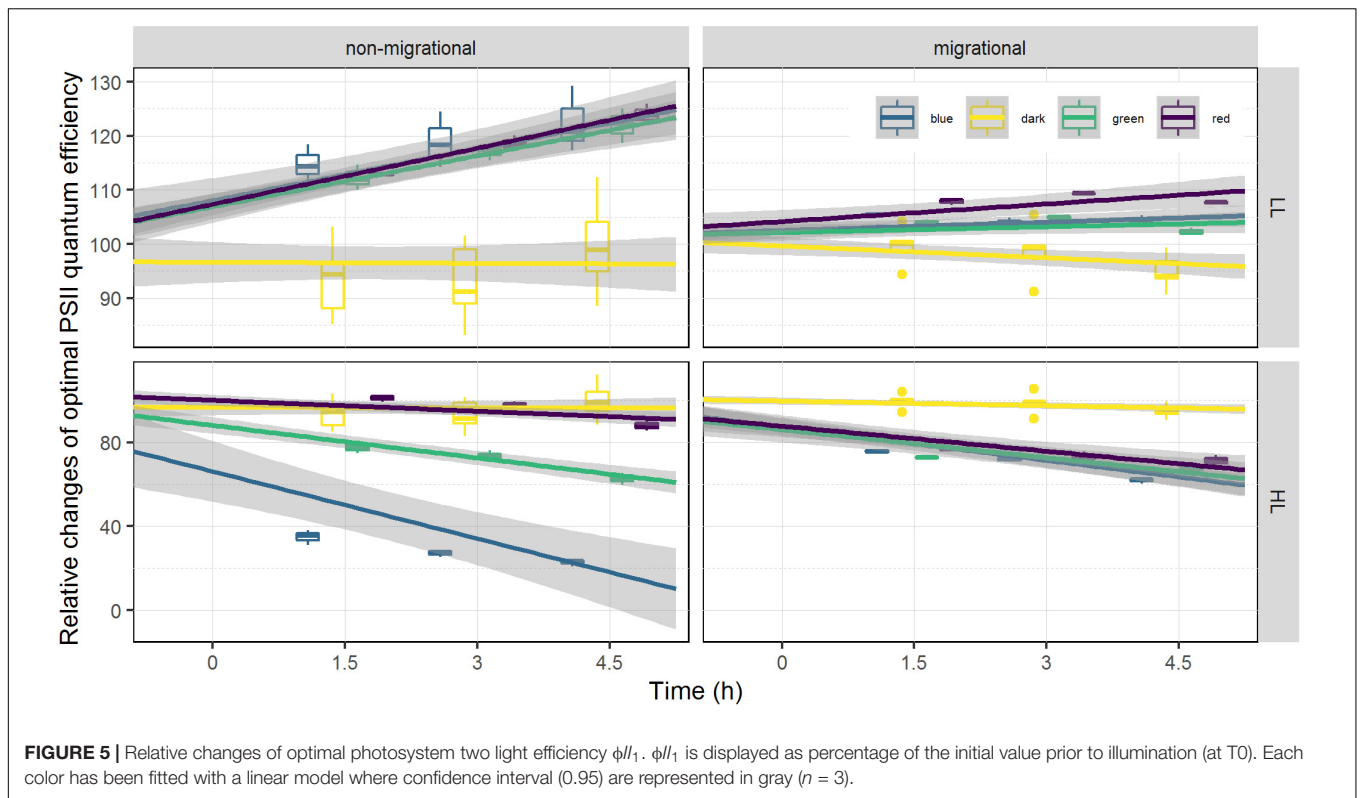 non-migrational
migrational
Relative changes of optimal PSII quantum efficiency
130
120
110
100
90
LL
blue
dark
green
red
80
40
0
HL
0
1.5
3
4.5
0
1.5
3
4.5
Time (h)
FIGURE 5 | Relative changes of optimal photosystem two light efficiency ϕII₁. ϕII₁ is displayed as percentage of the initial value prior to illumination (at T0). Each
color has been fitted with a linear model where confidence interval (0.95) are represented in gray (n = 3).